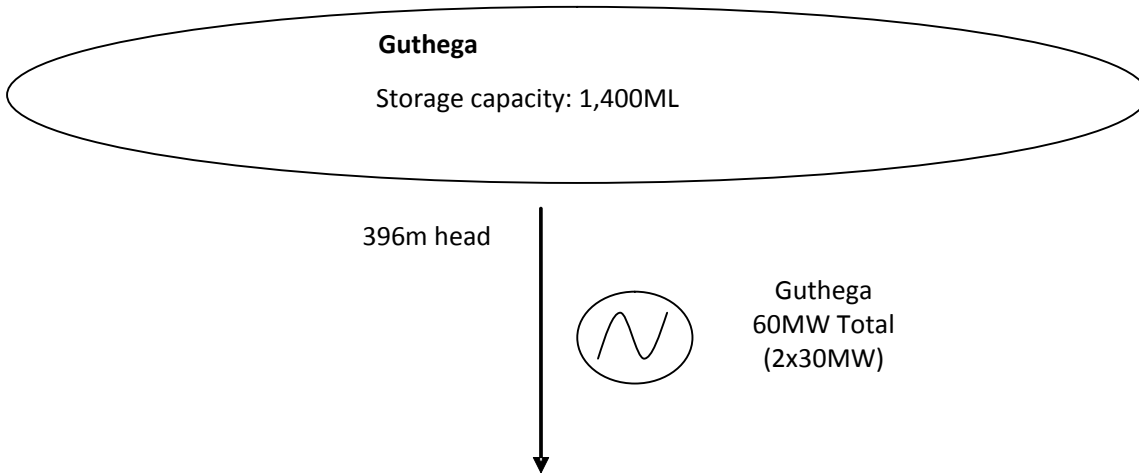 Guthega
Storage capacity: 1,400ML
396m head
Guthega
60MW Total
(2x30MW)